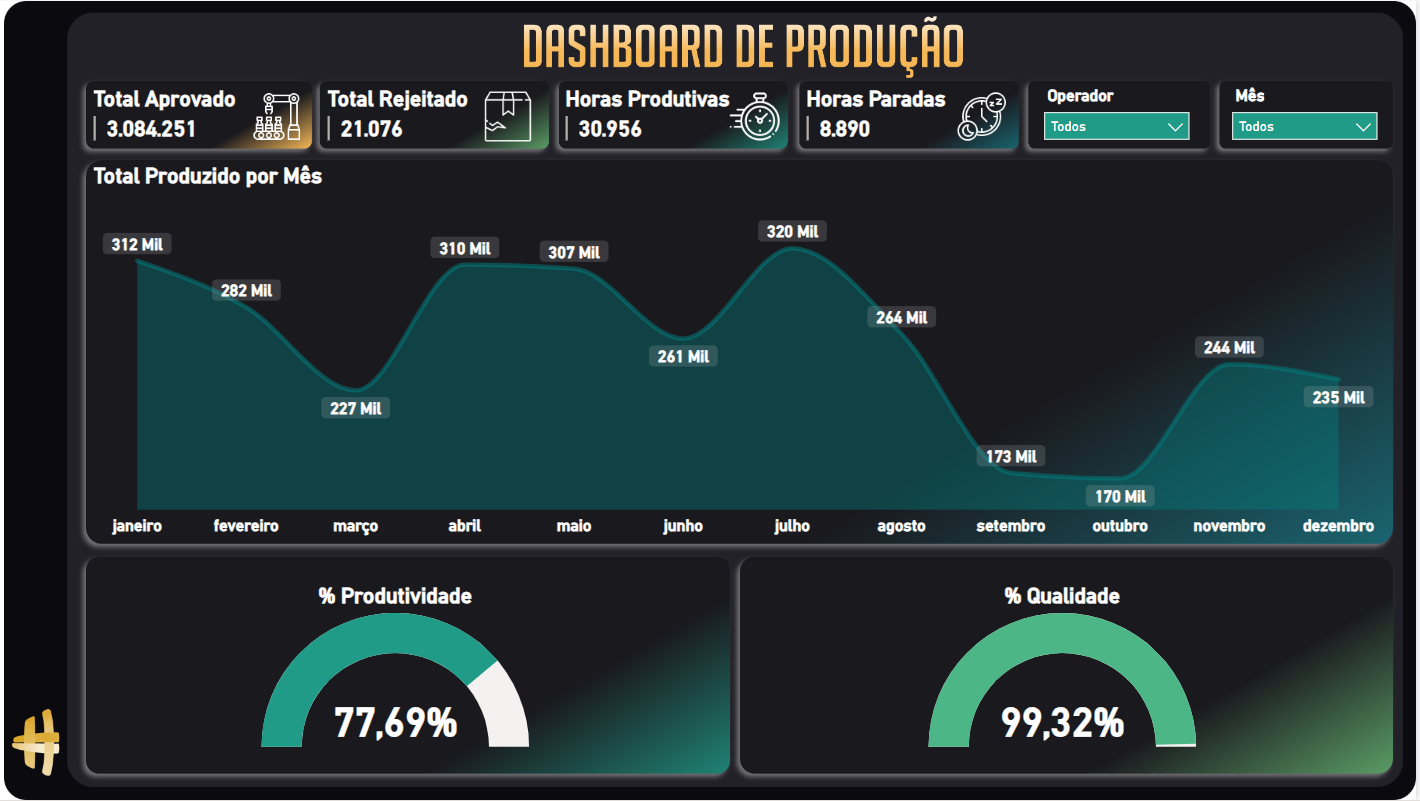 DASHBOARD DE PRODUÇÃO
Total Aprovado
3.084.251
Total Rejeitado
21.076
Horas Produtivas
30.956
Horas Paradas
8.890
zz
Operador
Todos
Mês
Todos
Total Produzido por Mês
312 Mil
282 Mil
227 Mil
310 Mil
307 Mil
261 Mil
320 Mil
264 Mil
173 Mil
170 Mil
244 Mil
235 Mil
janeiro fevereiro março abril maio junho julho agosto setembro outubro novembro dezembro
% Produtividade
77,69%
% Qualidade
99,32%